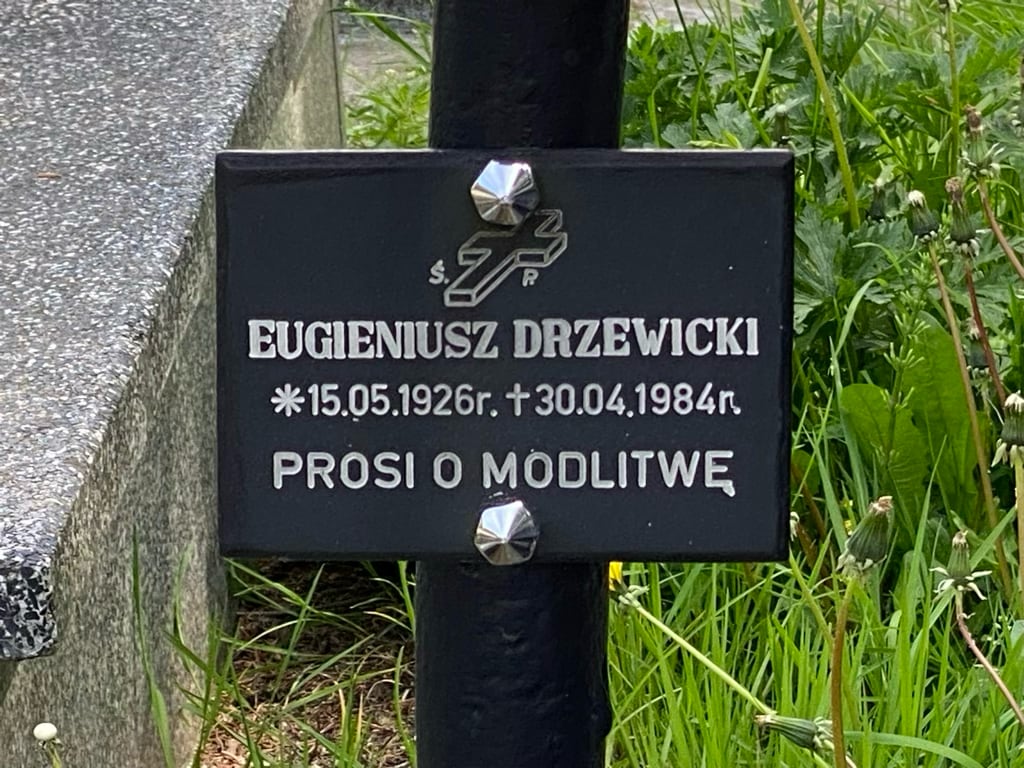 Ś. P.
EUGIENIUSZ DRZEWICKI
*15.05.1926r. †30.04.1984r.
PROSI O MODLITWĘ